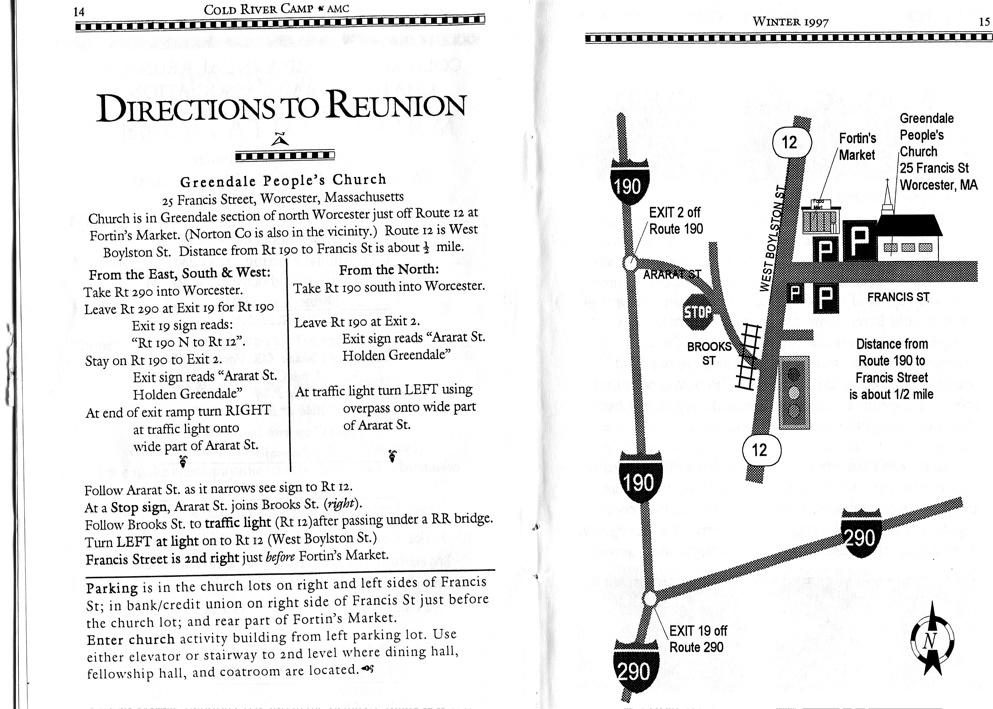 14
COLD RIVER CAMP AMC
DIRECTIONS TO REUNION
Greendale People's Church
25 Francis Street, Worcester, Massachusetts
Church is in Greendale section of north Worcester just off Route 12 at
Fortin's Market. (Norton Co is also in the vicinity.) Route 12 is West
Boylston St. Distance from Rt 190 to Francis St is about ½ mile.
From the East, South & West:
Take Rt 290 into Worcester.
Leave Rt 290 at Exit 19 for Rt 190
Exit 19 sign reads:
"Rt 190 N to Rt 12".
Stay on Rt 190 to Exit 2.
Exit sign reads "Ararat St.
Holden Greendale"
At end of exit ramp turn RIGHT
at traffic light onto
wide part of Ararat St.
From the North:
Take Rt 190 south into Worcester.
Leave Rt 190 at Exit 2.
Exit sign reads "Ararat St.
Holden Greendale"
At traffic light turn LEFT using
overpass onto wide part
of Ararat St.
Follow Ararat St. as it narrows see sign to Rt 12.
At a Stop sign, Ararat St. joins Brooks St. (right).
Follow Brooks St. to traffic light (Rt 12)after passing under a RR bridge.
Turn LEFT at light on to Rt 12 (West Boylston St.)
Francis Street is 2nd right just before Fortin's Market.
Parking is in the church lots on right and left sides of Francis
St; in bank/credit union on right side of Francis St just before
the church lot; and rear part of Fortin's Market.
Enter church activity building from left parking lot. Use
either elevator or stairway to 2nd level where dining hall,
fellowship hall, and coatroom are located.
WINTER 1997
15
12
Fortin's
Market
Greendale
People's
Church
25 Francis St
Worcester, MA
190
EXIT 2 off
Route 190
WEST BOYLSTON ST
Food
Mart
P
P
ARARAT ST
P
P
FRANCIS ST
STOP
BROOKS
ST
Distance from
Route 190 to
Francis Street
is about 1/2 mile
12
190
290
EXIT 19 off
Route 290
290
N